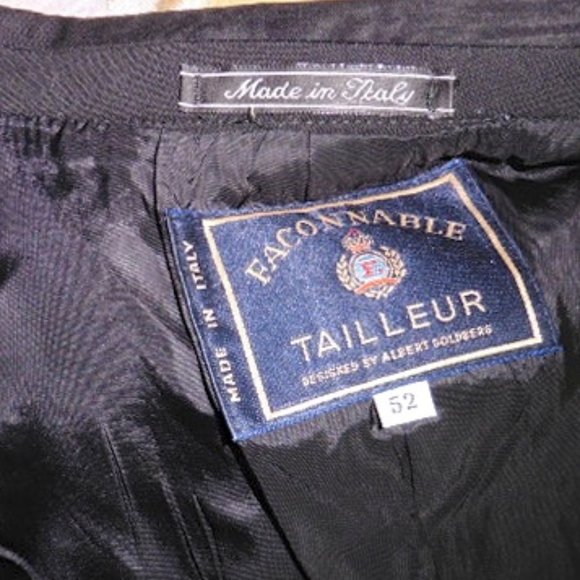 Made in Italy
FACONNABLE
TAILLEUR
DESIGNED BY ALBERT GOLDBERG
MADE IN ITALY
52